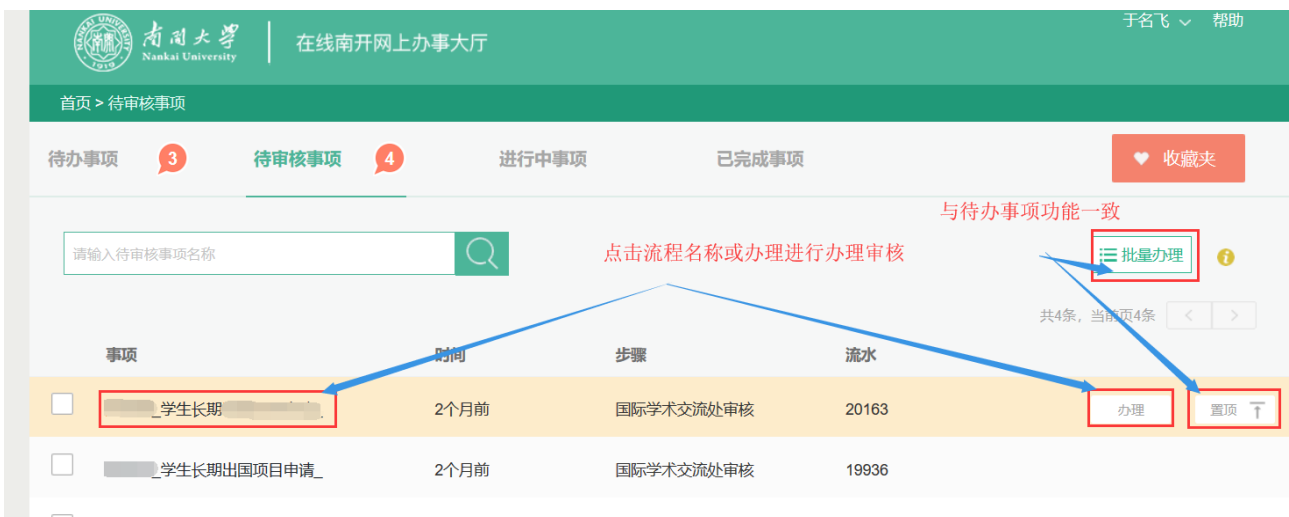 于名飞 帮助
南开大学
Nankai University
在线南开网上办事大厅
首页 > 待审核事项
待办事项 3 待审核事项 4 进行中事项 已完成事项 收藏夹
与待办事项功能一致
请输入待审核事项名称
点击流程名称或办理进行办理审核
批量办理
共4条，当前页4条 < >
事项 时间 步骤 流水
_学生长期 _ 2个月前 国际学术交流处审核 20163 办理 置顶
_学生长期出国项目申请_ 2个月前 国际学术交流处审核 19936